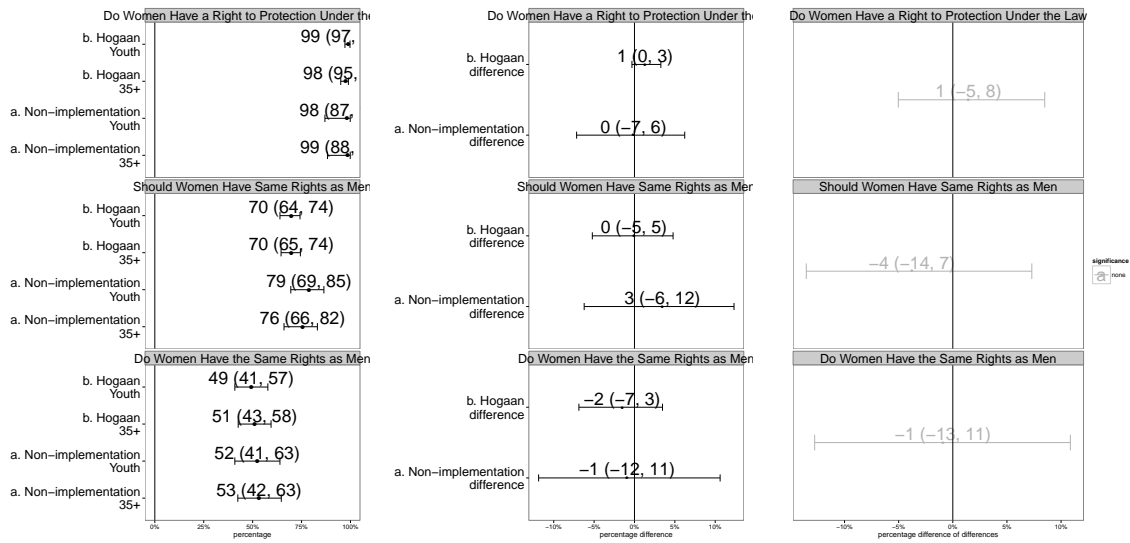 Do Women Have a Right to Protection Under the
b. Hogaan
Youth
99 (97,
b. Hogaan
35+
98 (95,
a. Non−implementation
Youth
98 (87,
a. Non−implementation
35+
99 (88,
Should Women Have Same Rights as Men
b. Hogaan
Youth
70 (64, 74)
b. Hogaan
35+
70 (65, 74)
a. Non−implementation
Youth
79 (69, 85)
a. Non−implementation
35+
76 (66, 82)
Do Women Have the Same Rights as Men
b. Hogaan
Youth
49 (41, 57)
b. Hogaan
35+
51 (43, 58)
a. Non−implementation
Youth
52 (41, 63)
a. Non−implementation
35+
53 (42, 63)
0% 25% 50% 75% 100%
percentage
Do Women Have a Right to Protection Under the
b. Hogaan
difference
1 (0, 3)
a. Non−implementation
difference
0 (−7, 6)
Should Women Have Same Rights as Men
b. Hogaan
difference
0 (−5, 5)
a. Non−implementation
difference
3 (−6, 12)
Do Women Have the Same Rights as Men
b. Hogaan
difference
−2 (−7, 3)
a. Non−implementation
difference
−1 (−12, 11)
−10% −5% 0% 5% 10%
percentage difference
Do Women Have a Right to Protection Under the Law
1 (−5, 8)
Should Women Have Same Rights as Men
−4 (−14, 7)
Do Women Have the Same Rights as Men
−1 (−13, 11)
−10% −5% 0% 5% 10%
percentage difference of differences
significance
a none